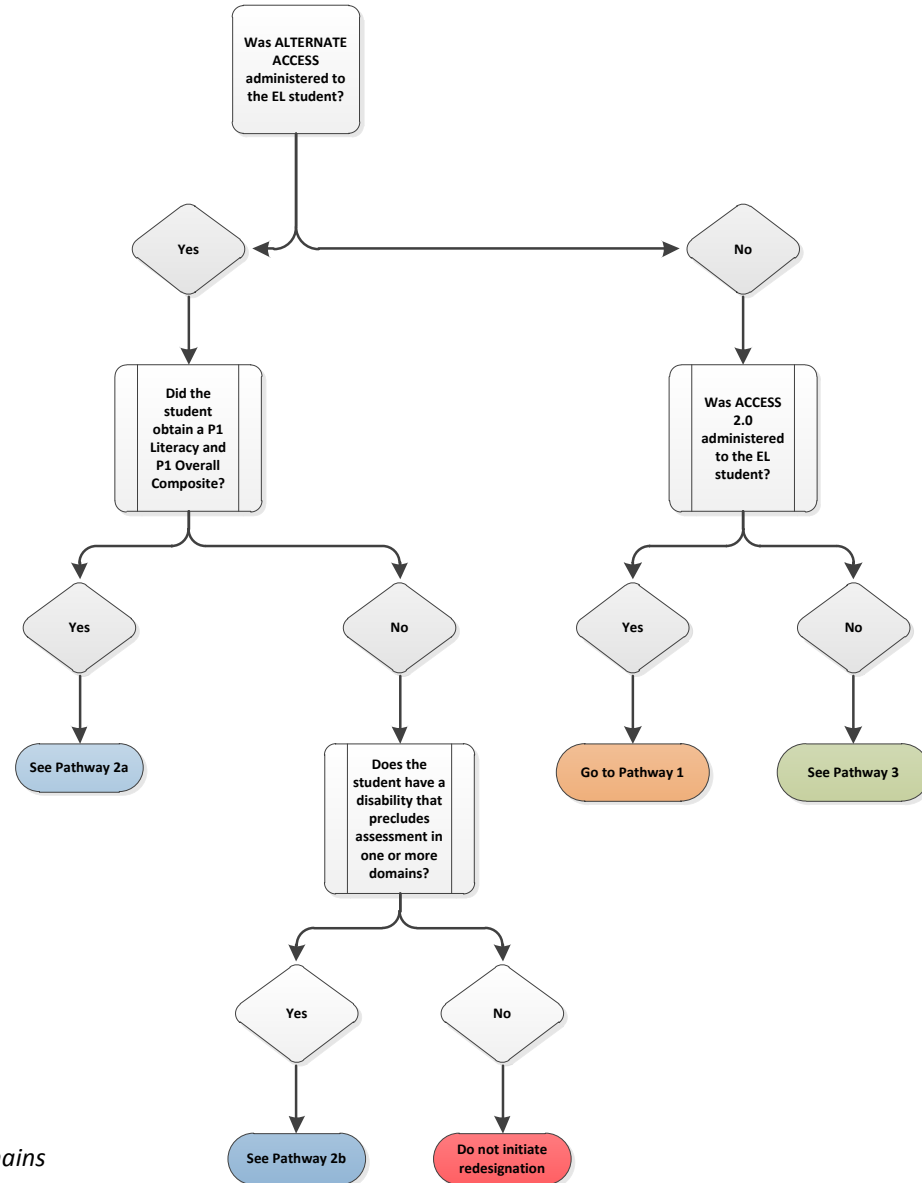 Was ALTERNATE
ACCESS
administered to
the EL student?
Yes
No
Did the
student
obtain a P1
Literacy and
P1 Overall
Composite?
Was ACCESS
2.0
administered
to the EL
student?
Yes
No
Yes
No
See Pathway 2a
Does the
student have a
disability that
precludes
assessment in
one or more
domains?
Go to Pathway 1
See Pathway 3
Yes
No
See Pathway 2b
Do not initiate
redesignation
ains